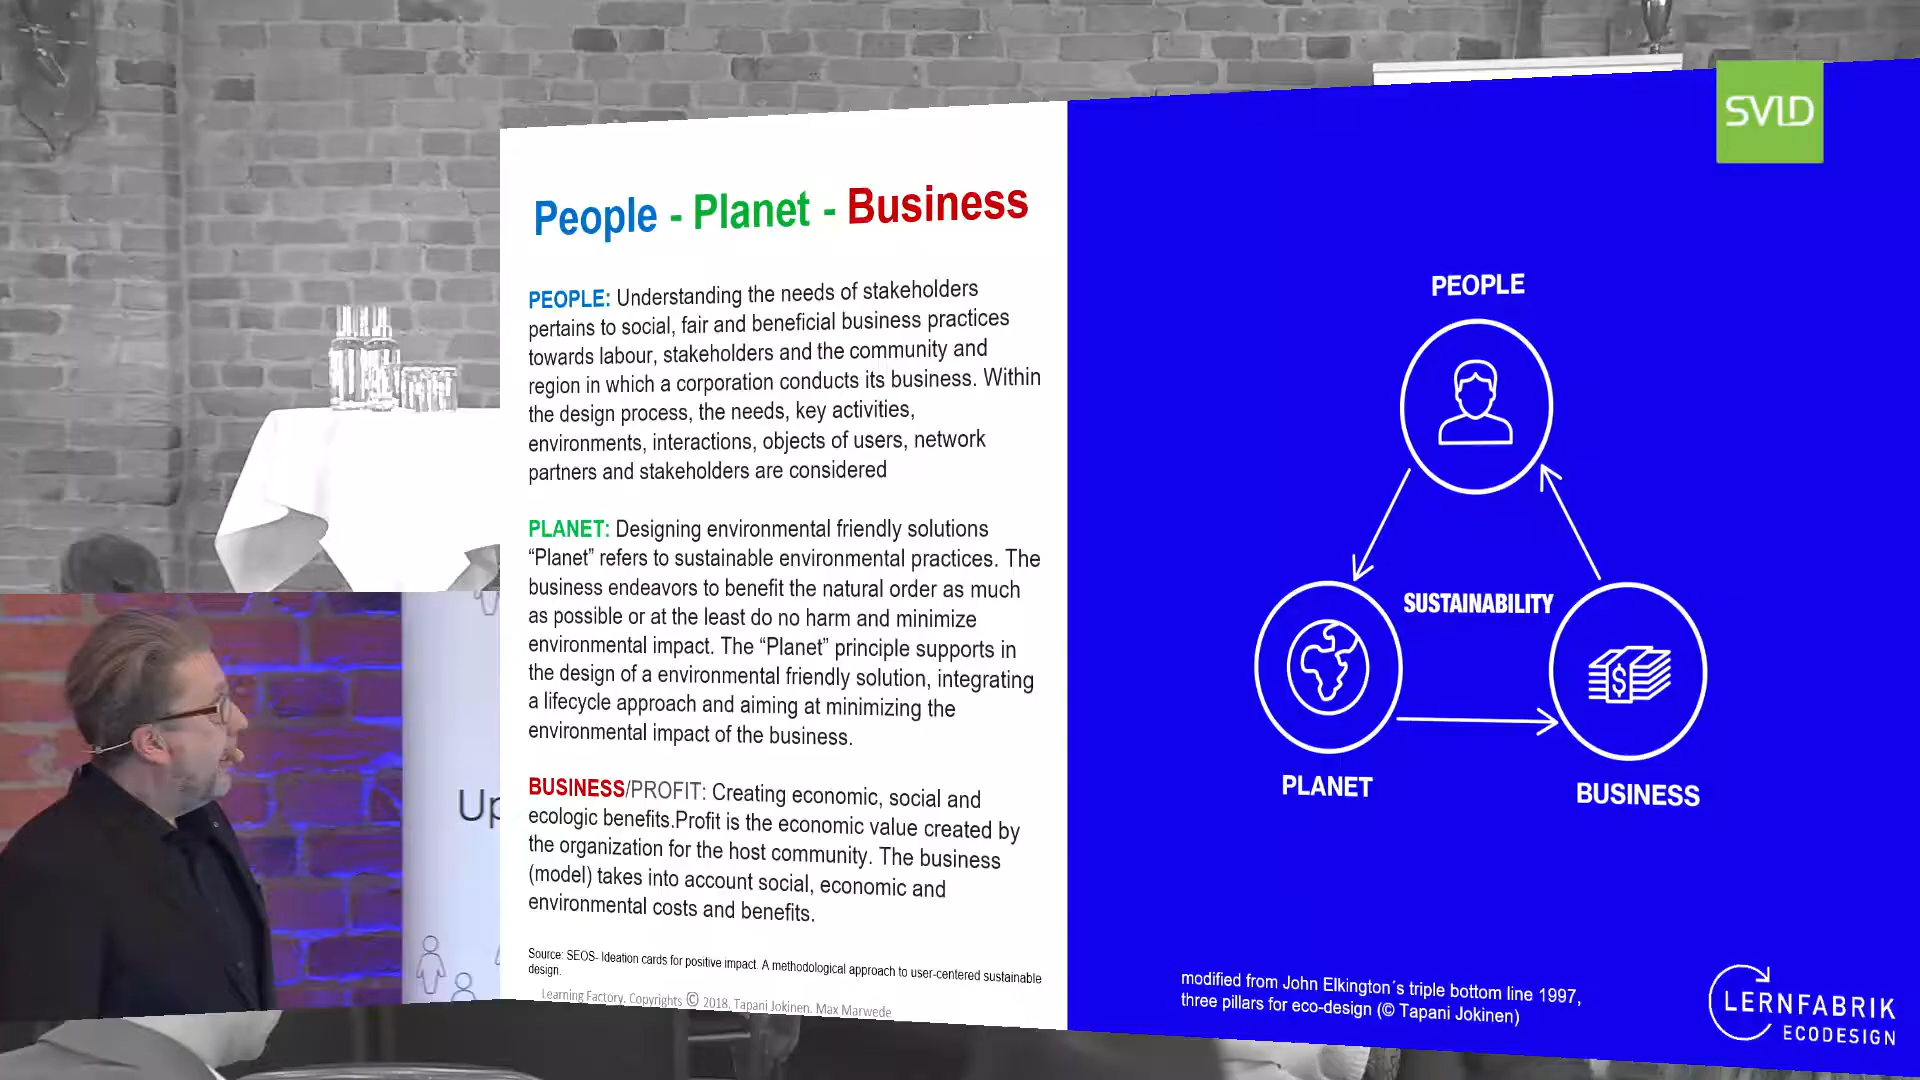 SVID
People - Planet - Business
PEOPLE: Understanding the needs of stakeholders
pertains to social, fair and beneficial business practices
towards labour, stakeholders and the community and
region in which a corporation conducts its business. Within
the design process, the needs, key activities,
environments, interactions, objects of users, network
partners and stakeholders are considered
PLANET: Designing environmental friendly solutions
“Planet” refers to sustainable environmental practices. The
business endeavors to benefit the natural order as much
as possible or at the least do no harm and minimize
environmental impact. The “Planet” principle supports in
the design of a environmental friendly solution, integrating
a lifecycle approach and aiming at minimizing the
environmental impact of the business.
BUSINESS/PROFIT: Creating economic, social and
ecologic benefits.Profit is the economic value created by
the organization for the host community. The business
(model) takes into account social, economic and
environmental costs and benefits.
Source: SEOS- Ideation cards for positive impact. A methodological approach to user-centered sustainable
design.
Learning Factory. Copyrights © 2018. Tapani Jokinen. Max Marwede
PEOPLE
SUSTAINABILITY
PLANET
BUSINESS
$
modified from John Elkington´s triple bottom line 1997,
three pillars for eco-design (© Tapani Jokinen)
LERNFABRIK
ECODESIGN
Up